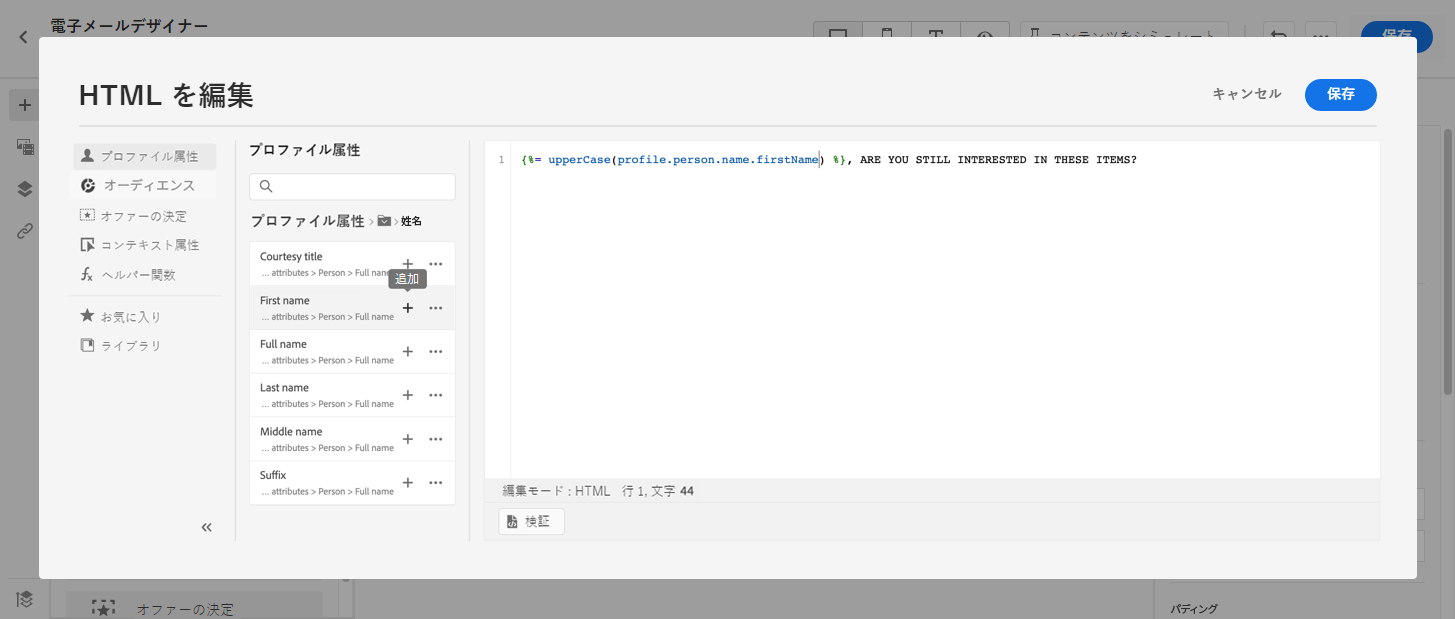 電子メールデザイナー
コンテンツをシミュレート
保存
HTML を編集
キャンセル
保存
プロファイル属性
オーディエンス
オファーの決定
コンテキスト属性
ヘルパー関数
お気に入り
ライブラリ
プロファイル属性
プロファイル属性 > > 姓名
Courtesy title
... attributes > Person > Full name
追加
First name
... attributes > Person > Full name
Full name
... attributes > Person > Full name
Last name
... attributes > Person > Full name
Middle name
... attributes > Person > Full name
Suffix
... attributes > Person > Full name
1 {%= upperCase(profile.person.name.firstName) %}, ARE YOU STILL INTERESTED IN THESE ITEMS?
編集モード : HTML 行 1, 文字 44
検証
オファーの決定
パディング